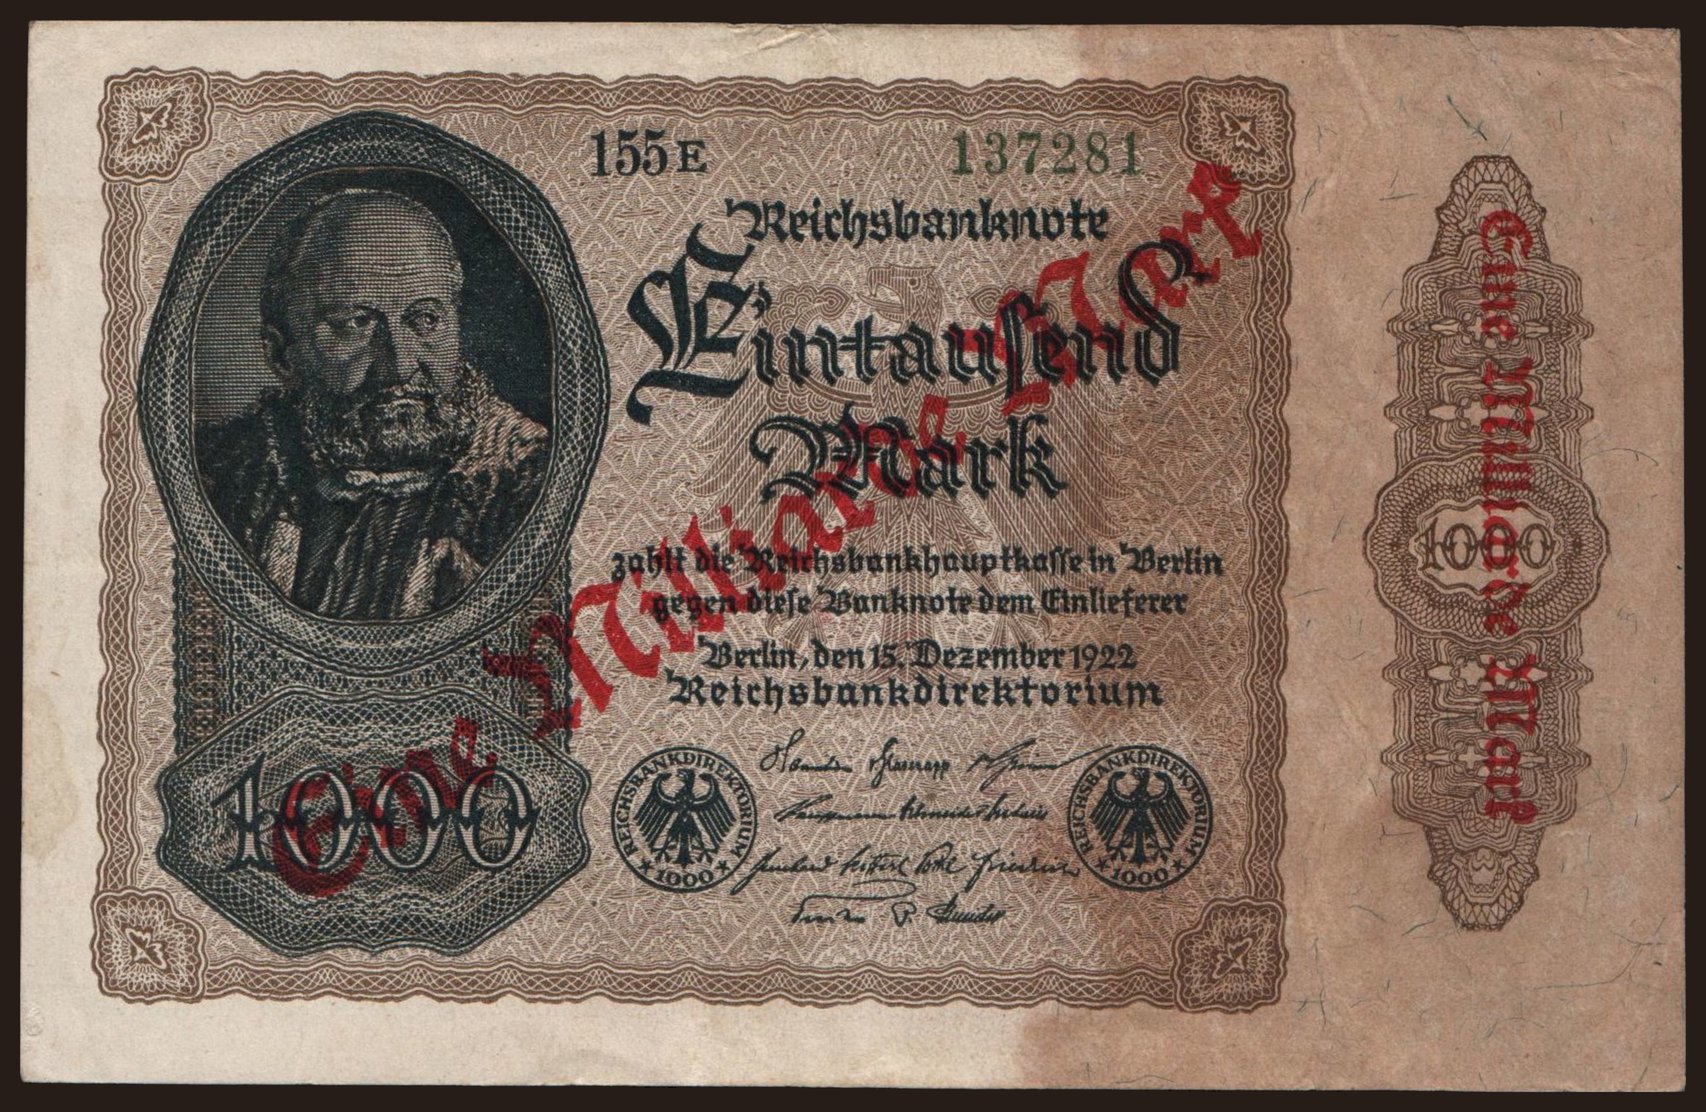 155E 137281
Reichsbanknote
Eintausend
Mark
zahlt die Reichsbankhauptkasse in Berlin
gegen diese Banknote dem Einlieferer
Berlin, den 15. Dezember 1922
Reichsbankdirektorium
1000
REICHSBANKDIREKTORIUM
1000
REICHSBANKDIREKTORIUM
1000
Eine Milliarde Mark
1000
Eine Milliarde Mark